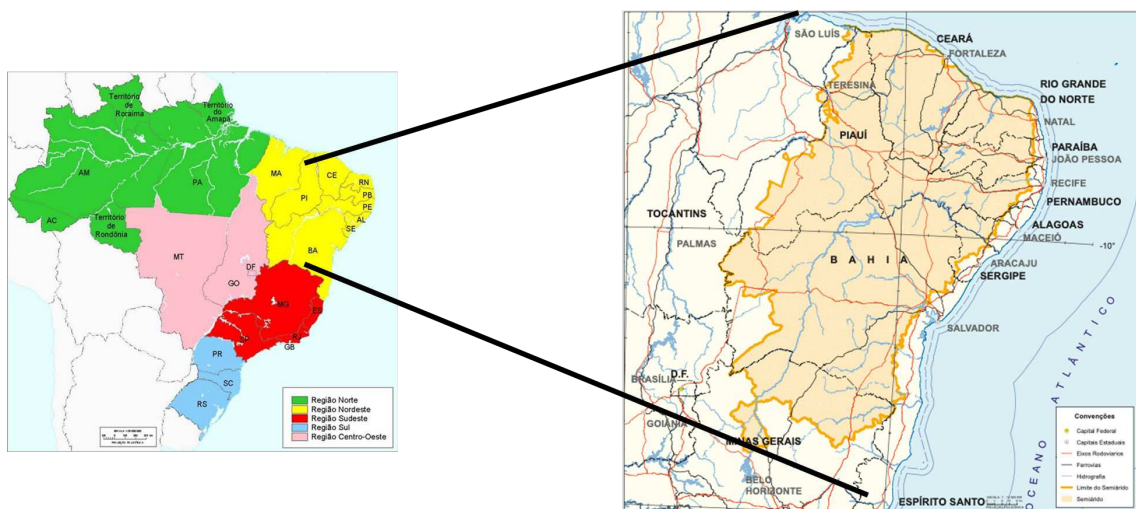 Território
de
Roraima
Território
do
Amapá
AM
PA
MA
CE
RN
PB
PE
AL
SE
PI
AC
Território
de
Rondônia
BA
MT
DF
GO
MG
ES
SP
RJ
GB
PR
SC
RS
Região Norte
Região Nordeste
Região Sudeste
Região Sul
Região Centro-Oeste
SÃO LUÍS
CEARÁ
FORTALEZA
TERESINA
RIO GRANDE
DO NORTE
NATAL
PIAUÍ
PARAÍBA
JOÃO PESSOA
RECIFE
PERNAMBUCO
TOCANTINS
ALAGOAS
MACEIÓ
PALMAS
-10°
BAHIA
ARACAJU
SERGIPE
SALVADOR
OCEANO ATLÂNTICO
D.F.
BRASÍLIA
GOIÂNIA
MINAS GERAIS
BELO
HORIZONTE
ESPÍRITO SANTO
Convenções
Capital Federal
Capitais Estaduais
Eixos Rodoviarios
Ferrovias
Hidrografia
Limite do Semiárido
Semiárido